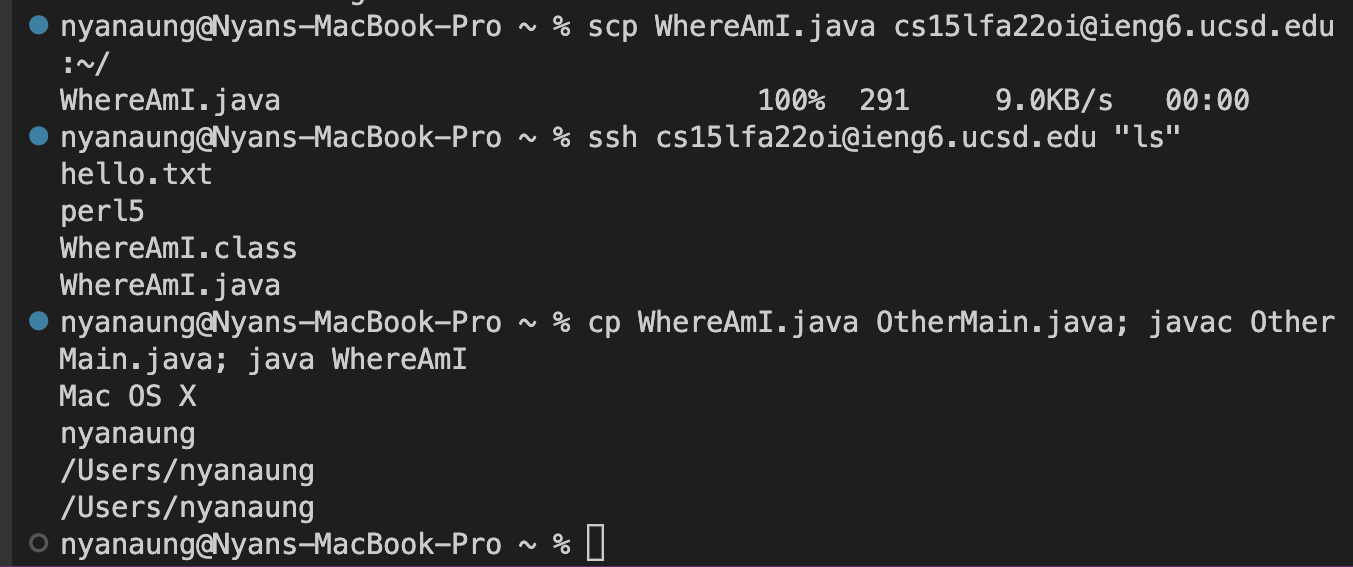 nyanaung@Nyans-MacBook-Pro ~ % scp WhereAmI.java cs15lfa22oi@ieng6.ucsd.edu
:~/
WhereAmI.java 100% 291 9.0KB/s 00:00
nyanaung@Nyans-MacBook-Pro ~ % ssh cs15lfa22oi@ieng6.ucsd.edu "ls"
hello.txt
perl5
WhereAmI.class
WhereAmI.java
nyanaung@Nyans-MacBook-Pro ~ % cp WhereAmI.java OtherMain.java; javac Other
Main.java; java WhereAmI
Mac OS X
nyanaung
/Users/nyanaung
/Users/nyanaung
nyanaung@Nyans-MacBook-Pro ~ %